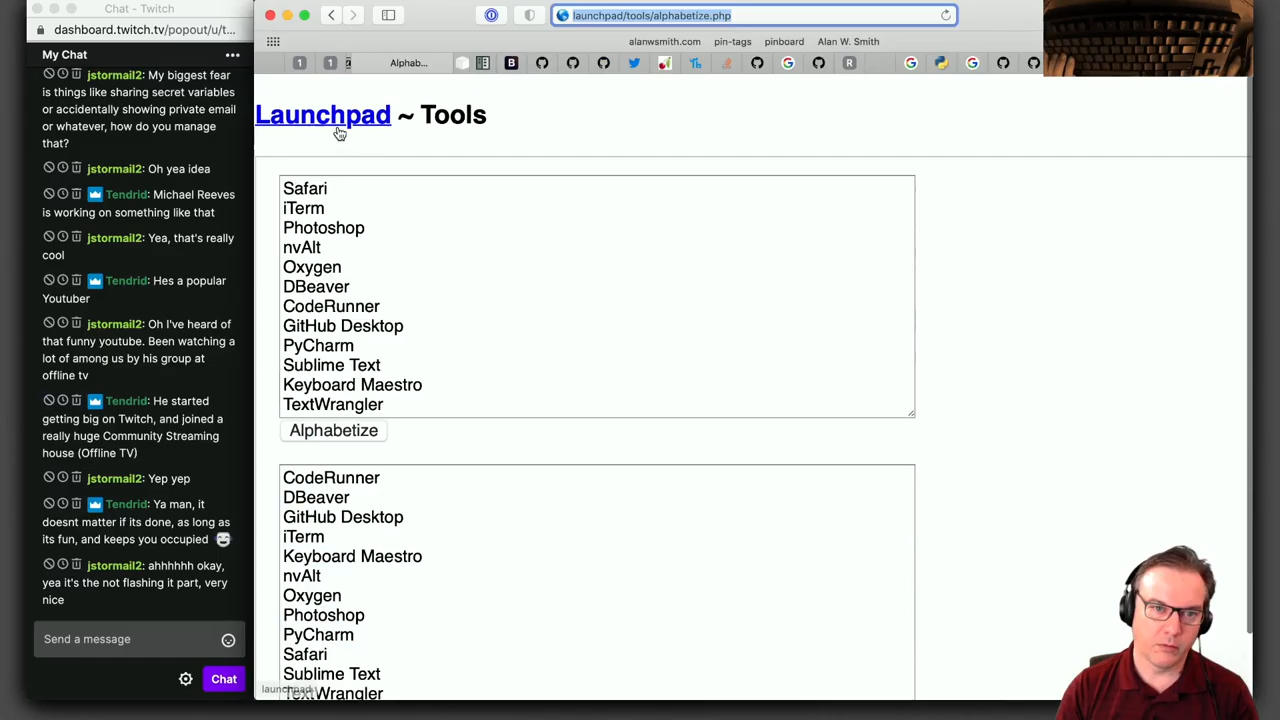 Chat - Twitch
dashboard.twitch.tv/popout/u/t...
My Chat
jstormail2: My biggest fear
is things like sharing secret variables
or accidentally showing private email
or whatever, how do you manage
that?
jstormail2: Oh yea idea
Tendrid: Michael Reeves
is working on something like that
jstormail2: Yea, that's really
cool
Tendrid: Hes a popular
Youtuber
jstormail2: Oh I've heard of
that funny youtube. Been watching a
lot of among us by his group at
offline tv
Tendrid: He started
getting big on Twitch, and joined a
really huge Community Streaming
house (Offline TV)
jstormail2: Yep yep
Tendrid: Ya man, it
doesnt matter if its done, as long as
its fun, and keeps you occupied
jstormail2: ahhhhhh okay,
yea it's the not flashing it part, very
nice
Send a message
Chat
launchpad/tools/alphabetize.php
alanwsmith.com pin-tags pinboard Alan W. Smith
1 1 Alphab... B Th G R G G
Launchpad ~ Tools
Safari
iTerm
Photoshop
nvAlt
Oxygen
DBeaver
CodeRunner
GitHub Desktop
PyCharm
Sublime Text
Keyboard Maestro
TextWrangler
Alphabetize
CodeRunner
DBeaver
GitHub Desktop
iTerm
Keyboard Maestro
nvAlt
Oxygen
Photoshop
PyCharm
Safari
Sublime Text
TextWrangler
launchpad